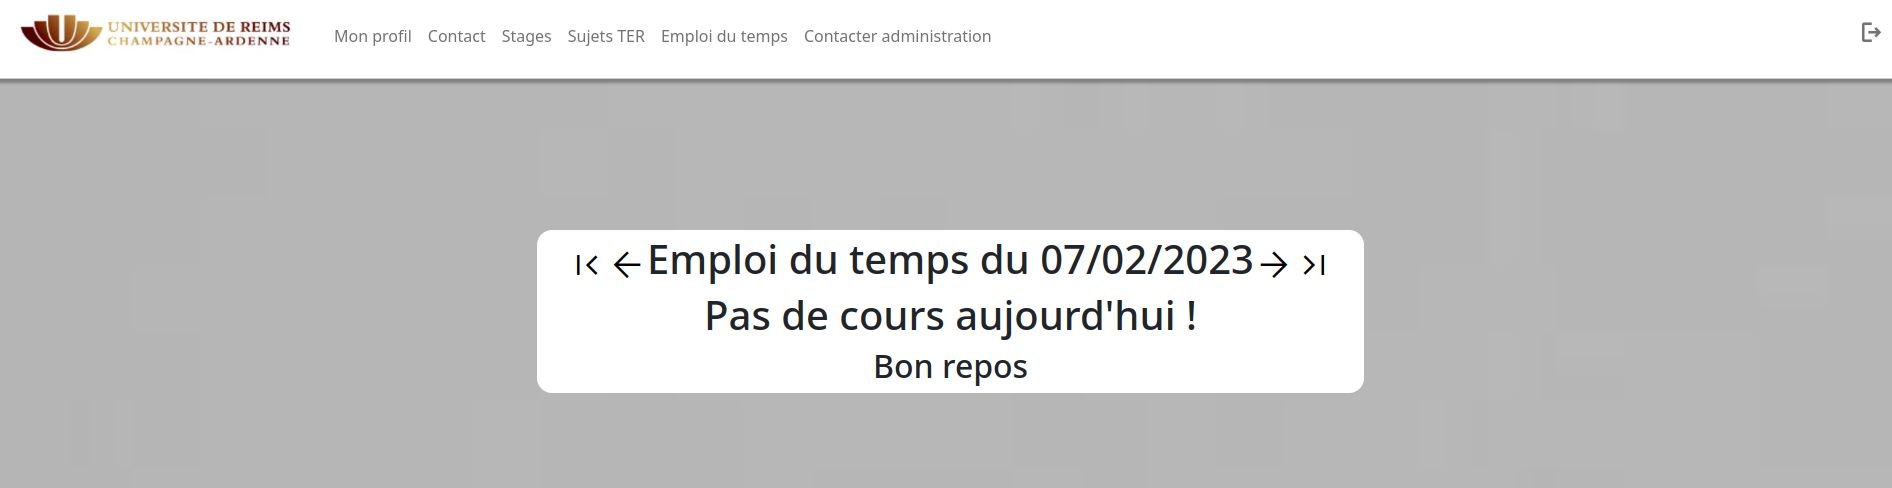 UNIVERSITE DE REIMS
CHAMPAGNE-ARDENNE
Mon profil Contact Stages Sujets TER Emploi du temps Contacter administration
Emploi du temps du 07/02/2023
Pas de cours aujourd'hui !
Bon repos